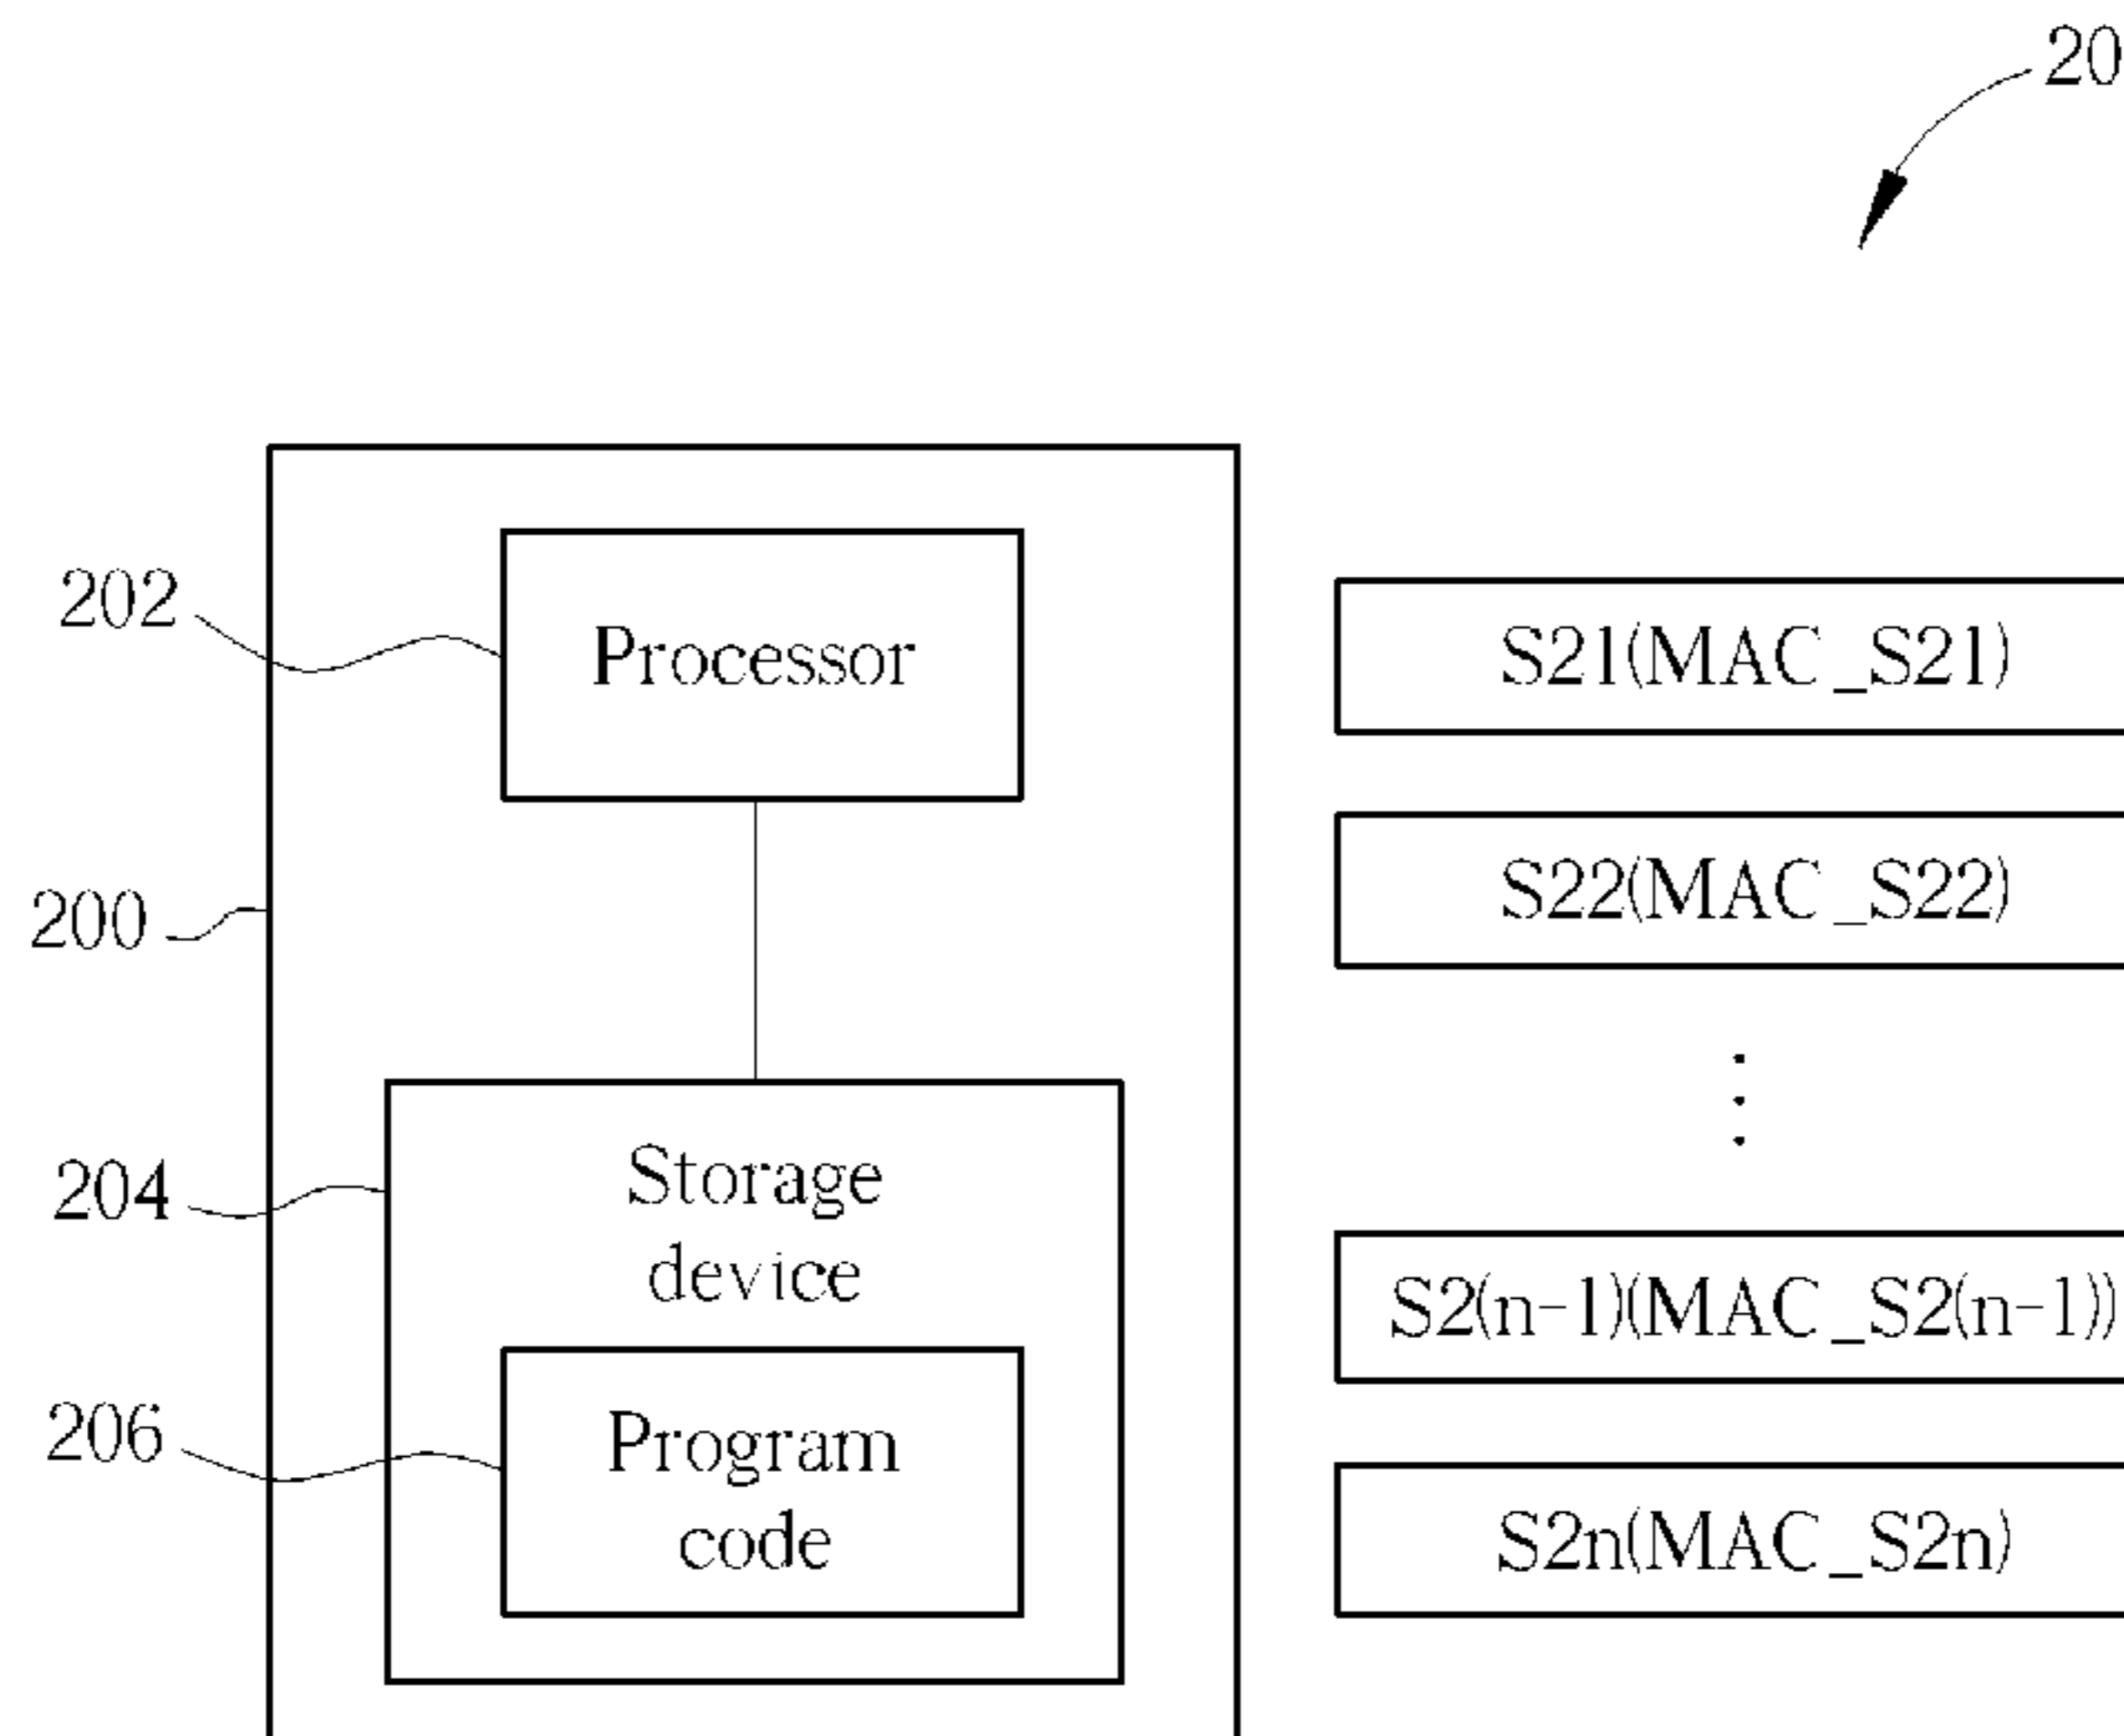 20
202
Processor
S21(MAC_S21)
200
S22(MAC_S22)
204
Storage
device
S2(n-1)(MAC_S2(n-1))
206
Program
code
S2n(MAC_S2n)